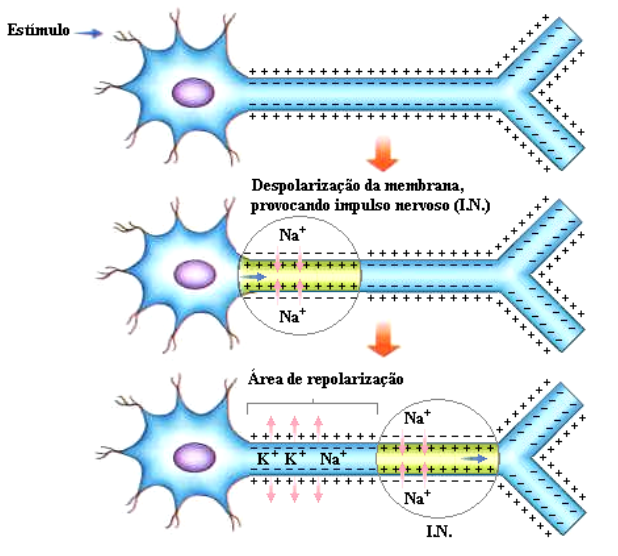 Estímulo
Despolarização da membrana,
provocando impulso nervoso (I.N.)
Na⁺
Na⁺
Área de repolarização
Na⁺
K⁺ K⁺ Na⁺
Na⁺
I.N.